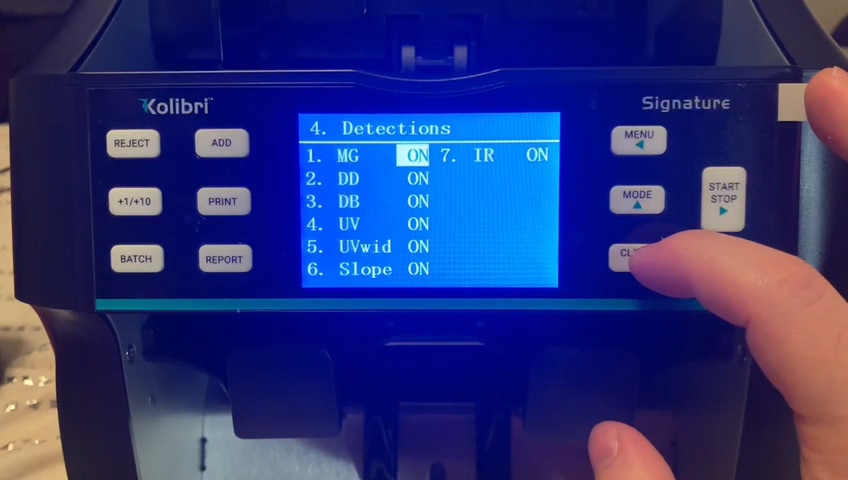 Kolibri™
Signature
REJECT
ADD
+1/+10
PRINT
BATCH
REPORT
4. Detections
1. MG ON 7. IR ON
2. DD ON
3. DB ON
4. UV ON
5. UVwid ON
6. Slope ON
MENU
MODE
START
STOP